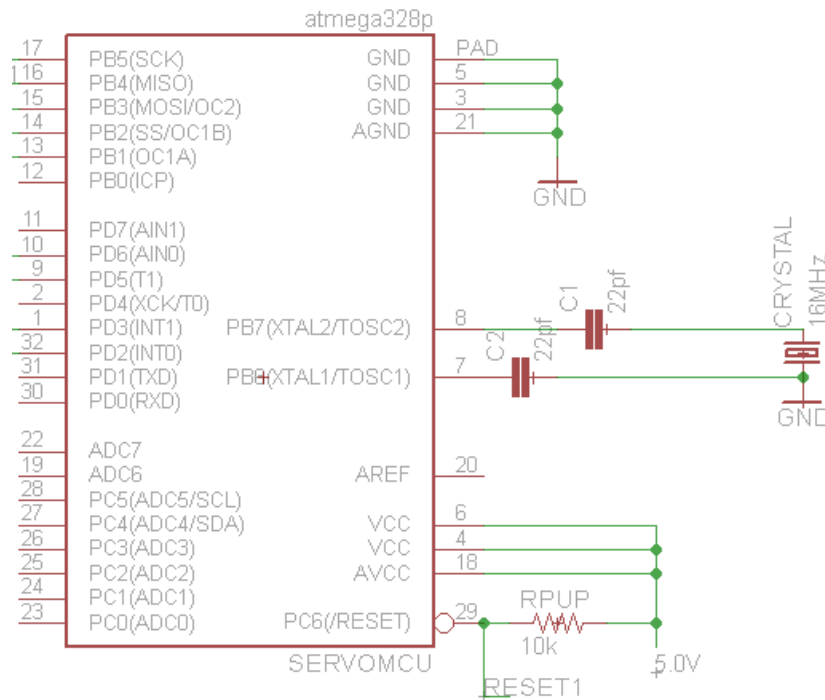 atmega328p
17 PB5(SCK) GND PAD
16 PB4(MISO) GND 5
15 PB3(MOSI/OC2) GND 3
14 PB2(SS/OC1B) AGND 21
13 PB1(OC1A)
12 PB0(ICP)
GND
11 PD7(AIN1)
10 PD6(AIN0)
9 PD5(T1)
2 PD4(XCK/T0)
1 PD3(INT1) PB7(XTAL2/TOSC2) 8
32 PD2(INT0)
31 PD1(TXD) PB6(XTAL1/TOSC1) 7
30 PD0(RXD)
C1
22pf
C2
22pf
CRYSTAL
16MHz
GND
22 ADC7
19 ADC6 AREF 20
28 PC5(ADC5/SCL)
27 PC4(ADC4/SDA) VCC 6
26 PC3(ADC3) VCC 4
25 PC2(ADC2) AVCC 18
24 PC1(ADC1)
23 PC0(ADC0) PC6(/RESET) 29
RPUP
10k
5.0V
SERVOMCU
RESET1